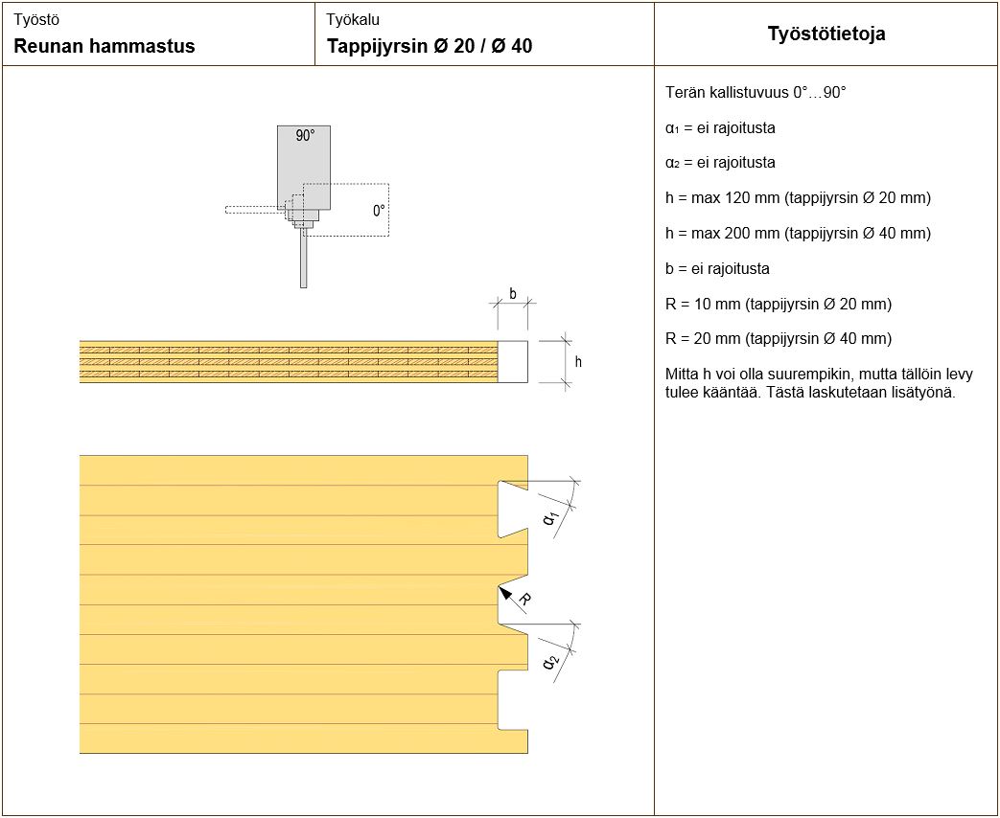 Työstö
Reunan hammastus
Työkalu
Tappijyrsin Ø 20 / Ø 40
Työstötietoja
90°
0°
b
h
α₁
R
α₂
Terän kallistuvuus 0°…90°
α₁ = ei rajoitusta
α₂ = ei rajoitusta
h = max 120 mm (tappijyrsin Ø 20 mm)
h = max 200 mm (tappijyrsin Ø 40 mm)
b = ei rajoitusta
R = 10 mm (tappijyrsin Ø 20 mm)
R = 20 mm (tappijyrsin Ø 40 mm)
Mitta h voi olla suurempikin, mutta tällöin levy
tulee kääntää. Tästä laskutetaan lisätyönä.